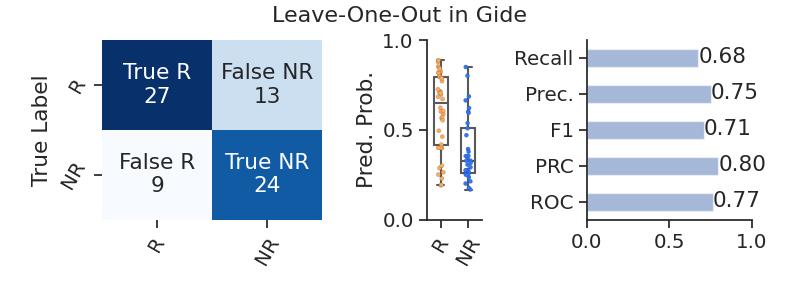 Leave-One-Out in Gide
True Label
R
NR
True R
27
False NR
13
False R
9
True NR
24
R
NR
Pred. Prob.
1.0
0.5
0.0
R
NR
Recall
Prec.
F1
PRC
ROC
0.68
0.75
0.71
0.80
0.77
0.0
0.5
1.0